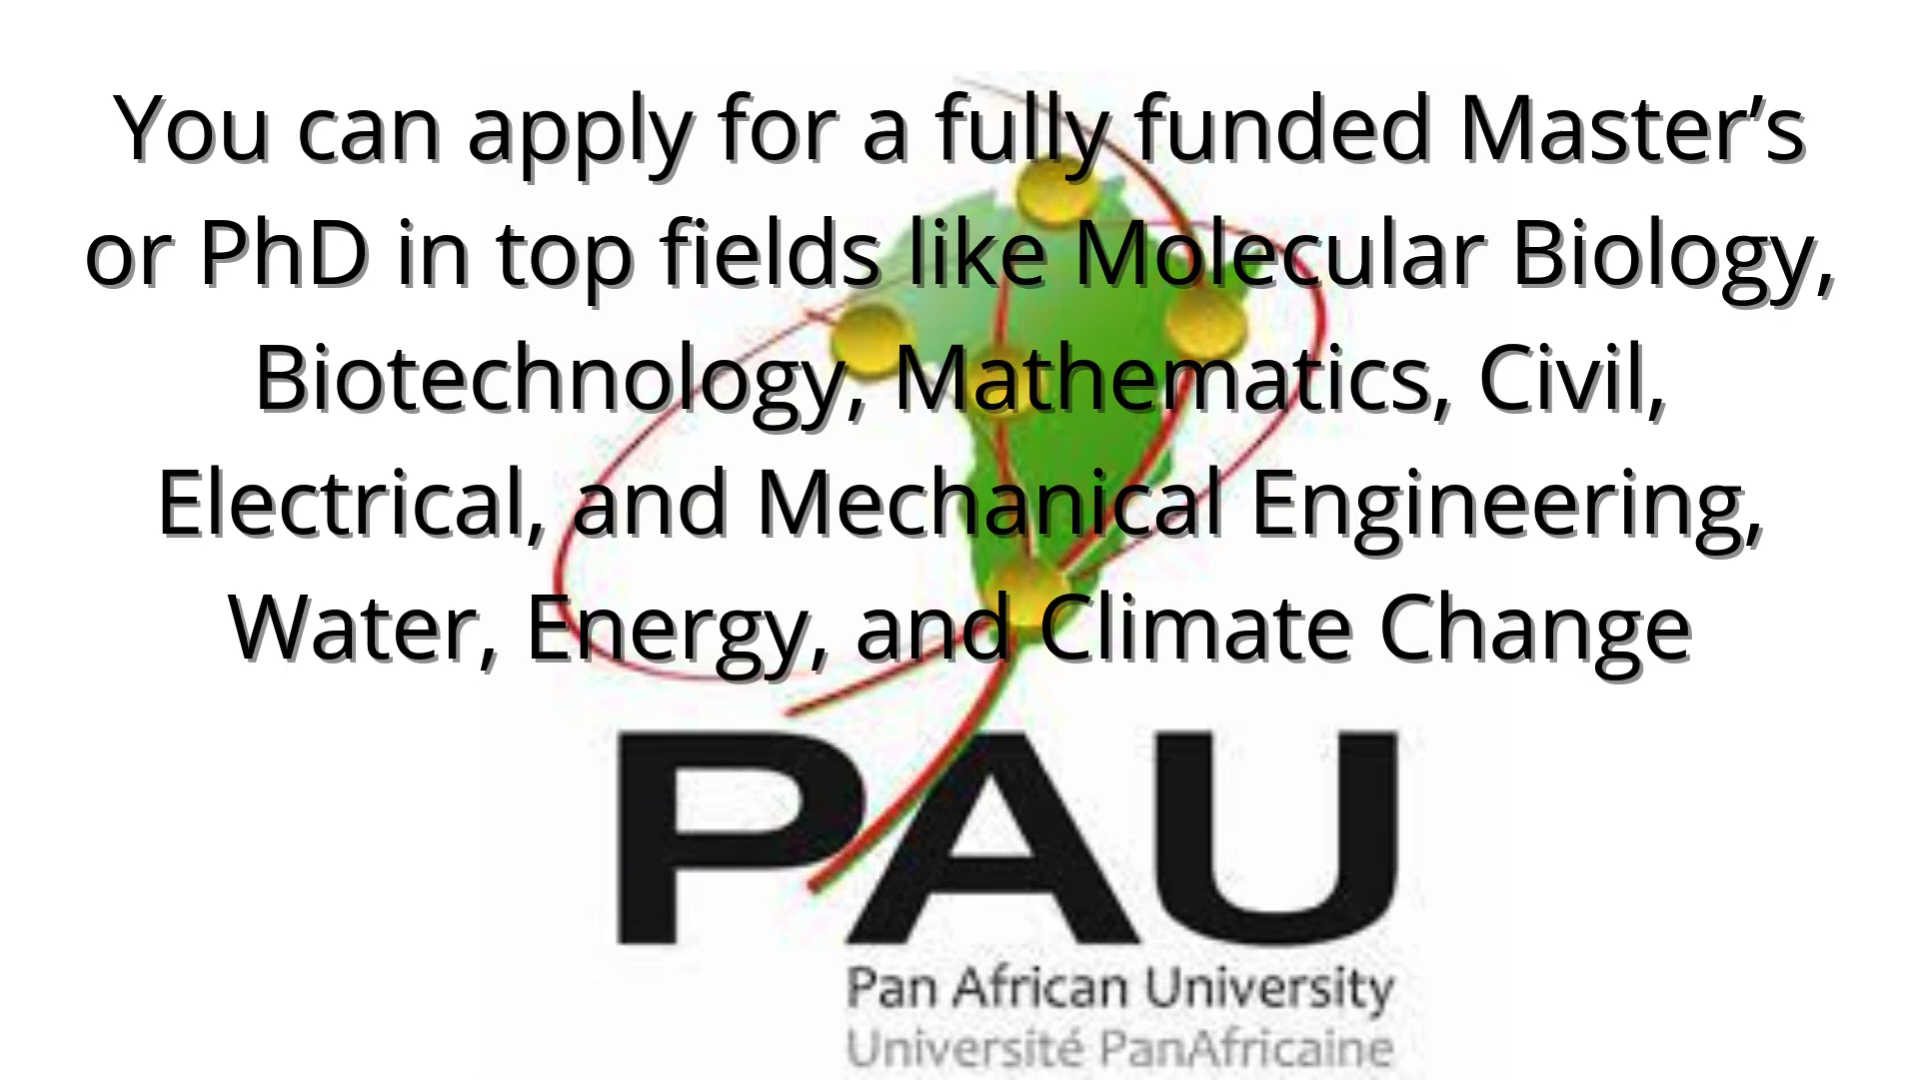 You can apply for a fully funded Master’s
or PhD in top fields like Molecular Biology,
Biotechnology, Mathematics, Civil,
Electrical, and Mechanical Engineering,
Water, Energy, and Climate Change
PAU
Pan African University
Université PanAfricaine